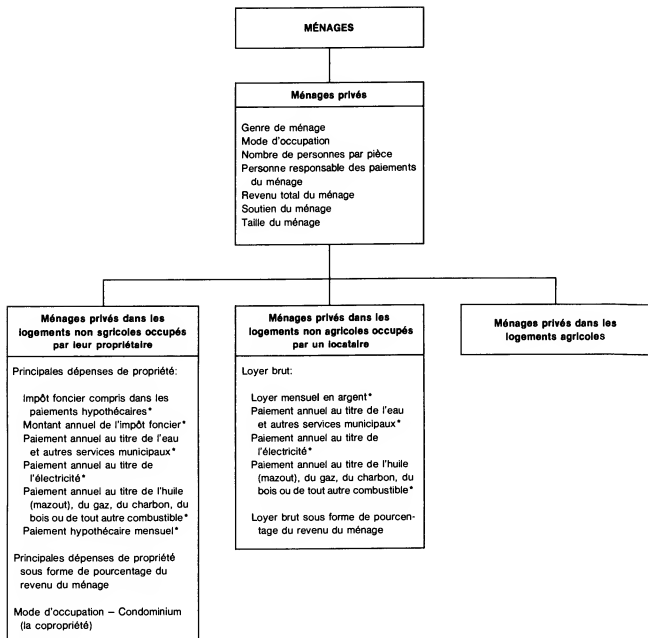 MÉNAGES
Ménages privés
Genre de ménage
Mode d'occupation
Nombre de personnes par pièce
Personne responsable des paiements
du ménage
Revenu total du ménage
Soutien du ménage
Taille du ménage
Ménages privés dans les
logements non agricoles occupés
par leur propriétaire
Principales dépenses de propriété:
Impôt foncier compris dans les
paiements hypothécaires*
Montant annuel de l'impôt foncier*
Paiement annuel au titre de l'eau
et autres services municipaux*
Paiement annuel au titre de
l'électricité*
Paiement annuel au titre de l'huile
(mazout), du gaz, du charbon, du
bois ou de tout autre combustible*
Paiement hypothécaire mensuel*
Principales dépenses de propriété
sous forme de pourcentage du
revenu du ménage
Mode d'occupation – Condominium
(la copropriété)
Ménages privés dans les
logements non agricoles occupés
par un locataire
Loyer brut:
Loyer mensuel en argent*
Paiement annuel au titre de l'eau
et autres services municipaux*
Paiement annuel au titre de
l'électricité*
Paiement annuel au titre de l'huile
(mazout), du gaz, du charbon, du
bois ou de tout autre combustible*
Loyer brut sous forme de pourcen-
tage du revenu du ménage
Ménages privés dans les
logements agricoles